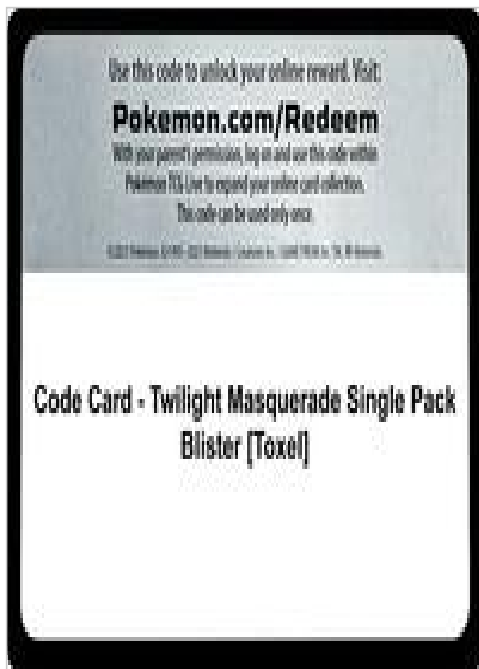 Use this code to unlock your online reward. Visit:
Pokemon.com/Redeem
With your parent's permission, log on and use this code within
Pokémon TCG Live to expand your online card collection.
This code can be used only once.
Code Card - Twilight Masquerade Single Pack
Blister [Toxel]